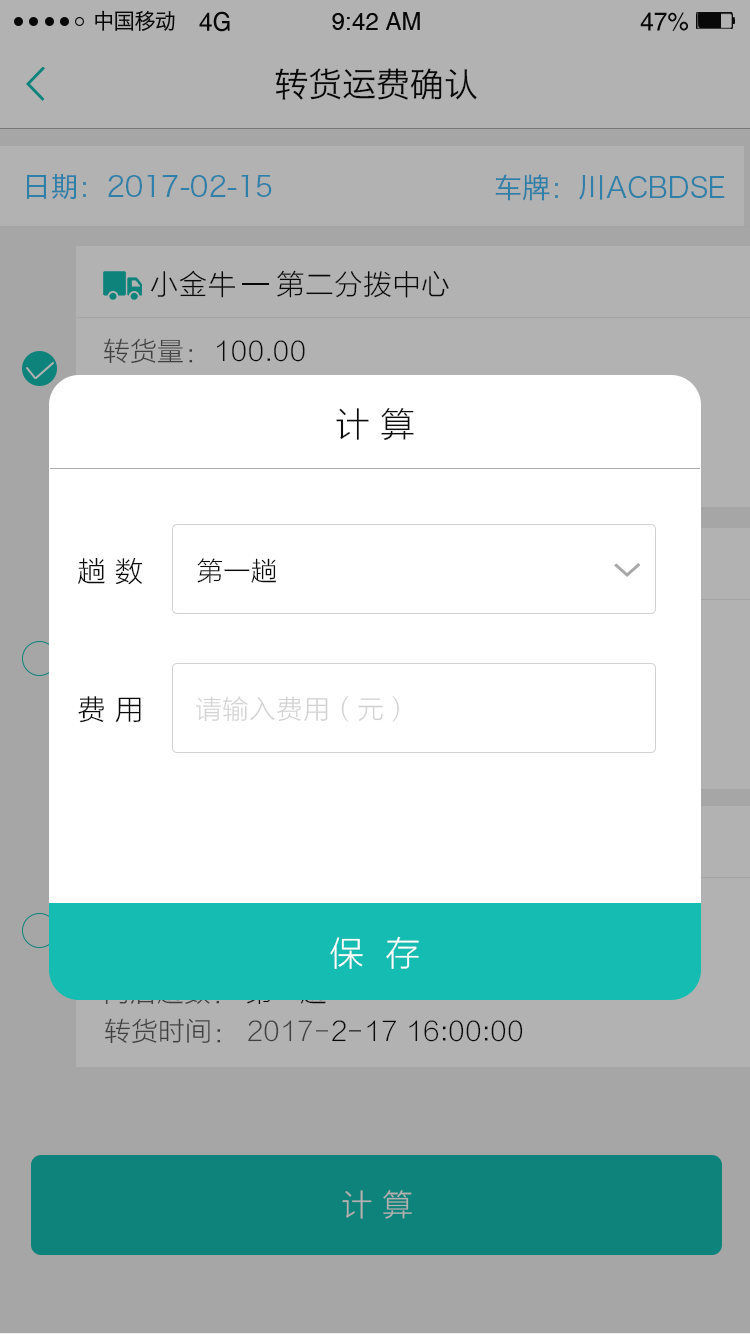 中国移动 4G 9:42 AM 47%
转货运费确认
日期：2017-02-15 车牌：川ACBDSE
小金牛一第二分拨中心
转货量：100.00
计算
趟数 第一趟
费用 请输入费用（元）
保存
转货时间：2017-2-17 16:00:00
计算